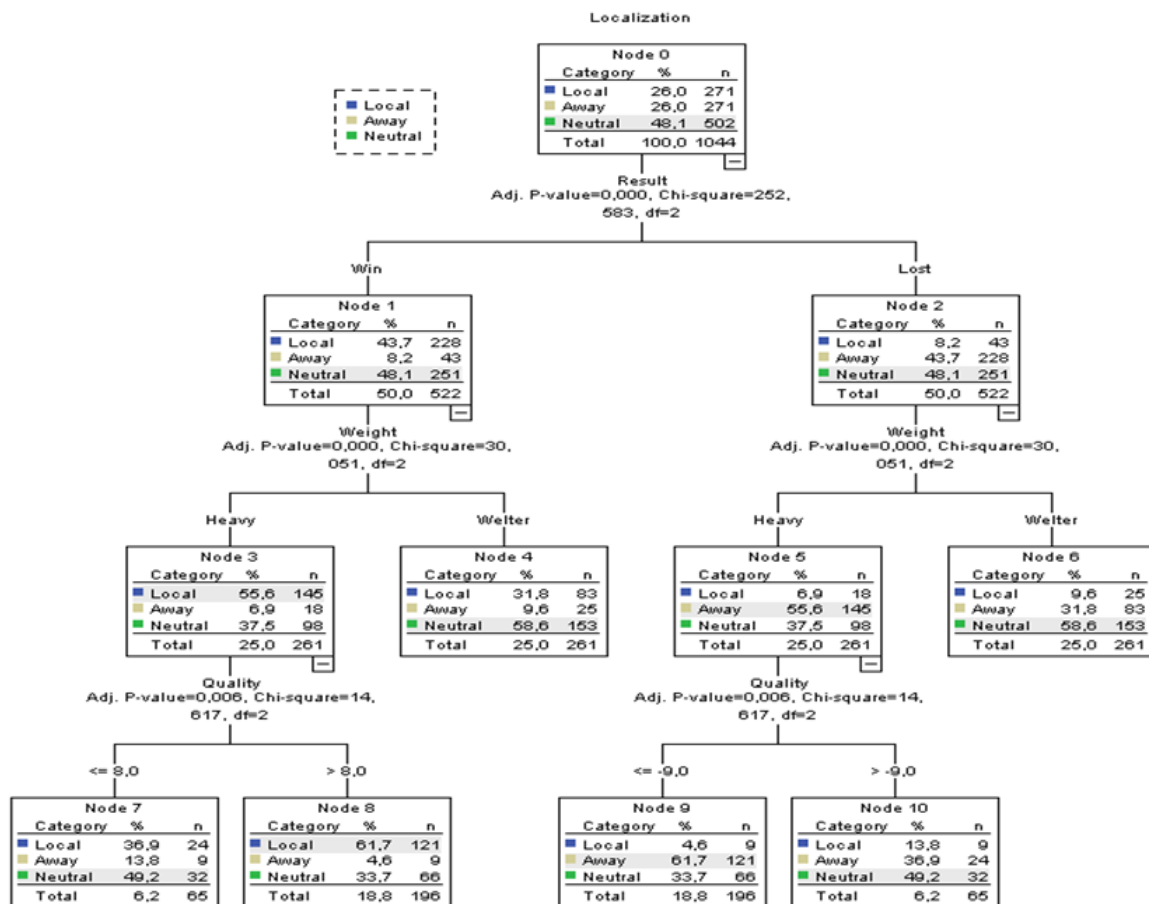 Localization
Local
Away
Neutral
Node 0
Category % n
Local 26,0 271
Away 26,0 271
Neutral 48,1 502
Total 100,0 1044
Result
Adj. P-value=0,000, Chi-square=252,
583, df=2
Win
Lost
Node 1
Category % n
Local 43,7 228
Away 8,2 43
Neutral 48,1 251
Total 50,0 522
Node 2
Category % n
Local 8,2 43
Away 43,7 228
Neutral 48,1 251
Total 50,0 522
Weight
Adj. P-value=0,000, Chi-square=30,
051, df=2
Weight
Adj. P-value=0,000, Chi-square=30,
051, df=2
Heavy
Welter
Heavy
Welter
Node 3
Category % n
Local 55,6 145
Away 6,9 18
Neutral 37,5 98
Total 25,0 261
Node 4
Category % n
Local 31,8 83
Away 9,6 25
Neutral 58,6 153
Total 25,0 261
Node 5
Category % n
Local 6,9 18
Away 55,6 145
Neutral 37,5 98
Total 25,0 261
Node 6
Category % n
Local 9,6 25
Away 31,8 83
Neutral 58,6 153
Total 25,0 261
Quality
Adj. P-value=0,006, Chi-square=14,
617, df=2
Quality
Adj. P-value=0,006, Chi-square=14,
617, df=2
<= 8,0
> 8,0
<= -9,0
> -9,0
Node 7
Category % n
Local 36,9 24
Away 13,8 9
Neutral 49,2 32
Total 6,2 65
Node 8
Category % n
Local 61,7 121
Away 4,6 9
Neutral 33,7 66
Total 18,8 196
Node 9
Category % n
Local 4,6 9
Away 61,7 121
Neutral 33,7 66
Total 18,8 196
Node 10
Category % n
Local 13,8 9
Away 36,9 24
Neutral 49,2 32
Total 6,2 65